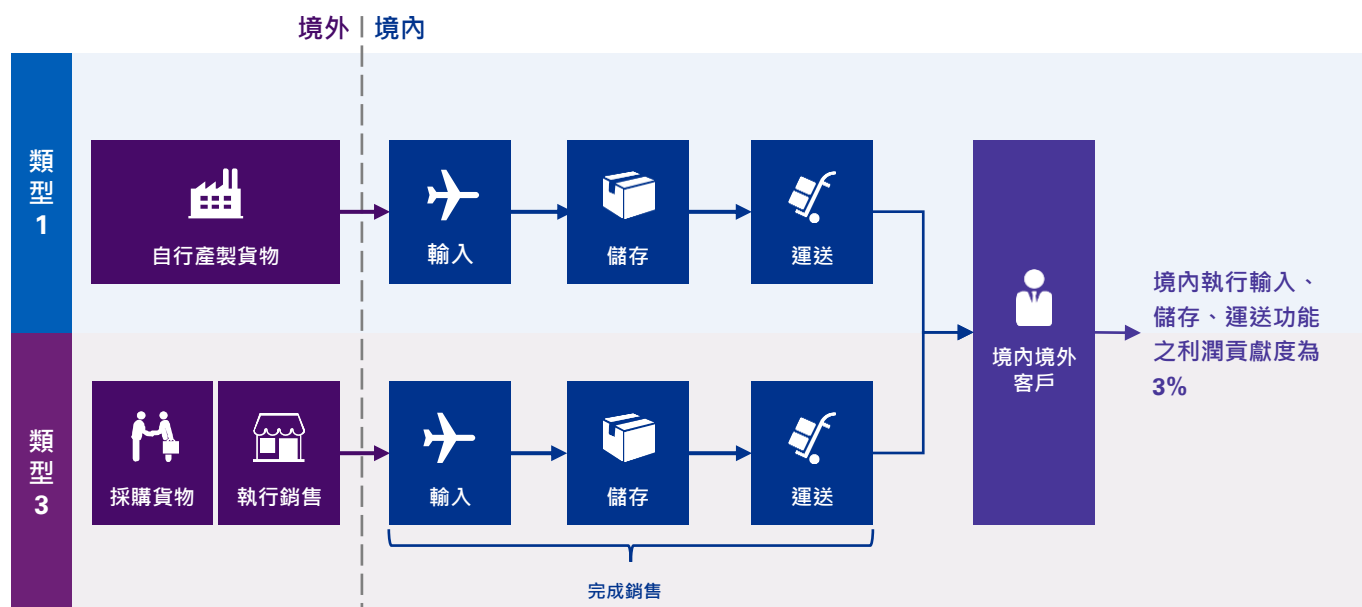 境外 境內
類
型
1
自行產製貨物
輸入
儲存
運送
類
型
3
採購貨物
執行銷售
輸入
儲存
運送
完成銷售
境內境外
客戶
境內執行輸入、
儲存、運送功能
之利潤貢獻度為
3%